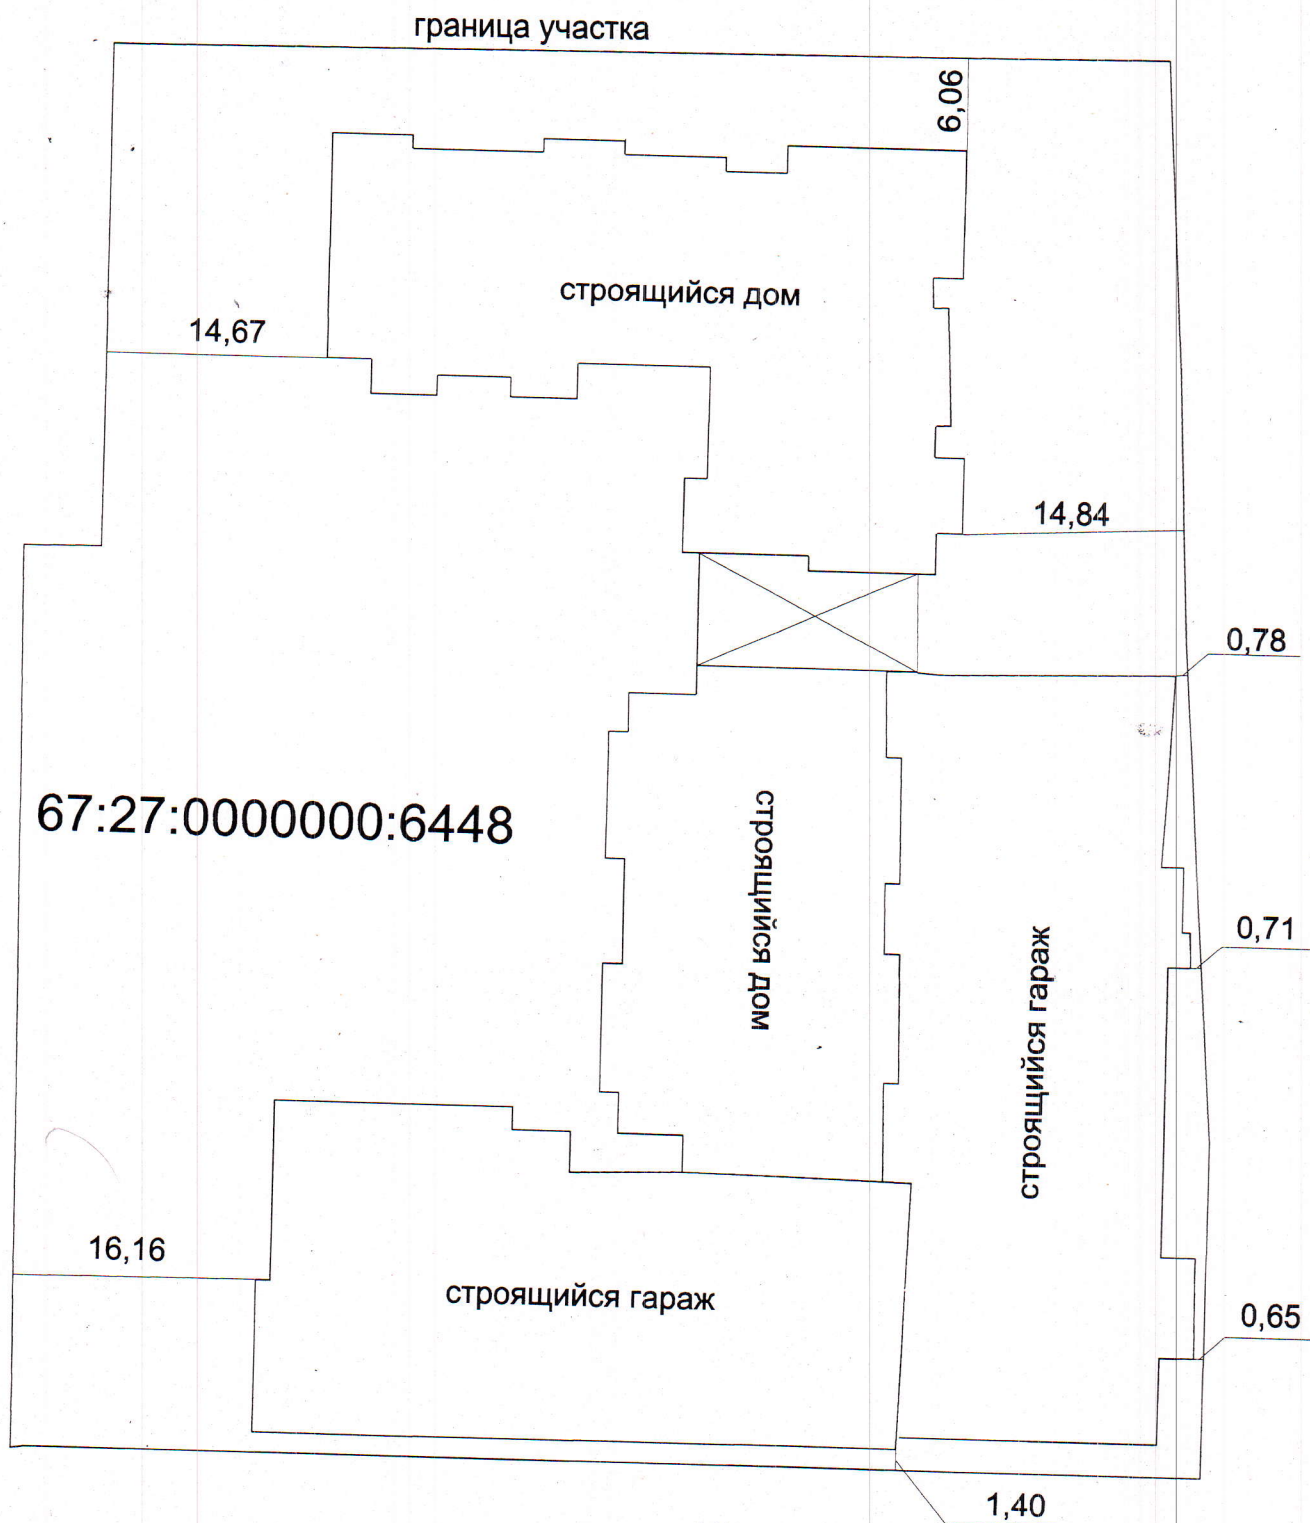 граница участка
6,06
строящийся дом
14,67
14,84
0,78
67:27:0000000:6448
строящийся дом
0,71
строящийся гараж
16,16
строящийся гараж
0,65
1,40